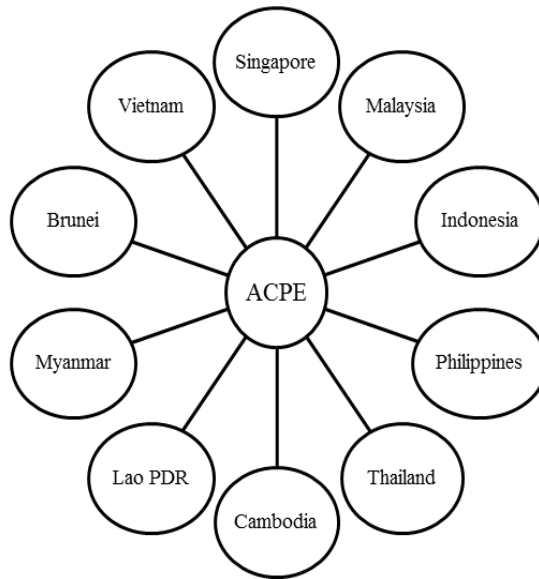 Singapore
Vietnam
Malaysia
Brunei
Indonesia
ACPE
Myanmar
Philippines
Lao PDR
Thailand
Cambodia